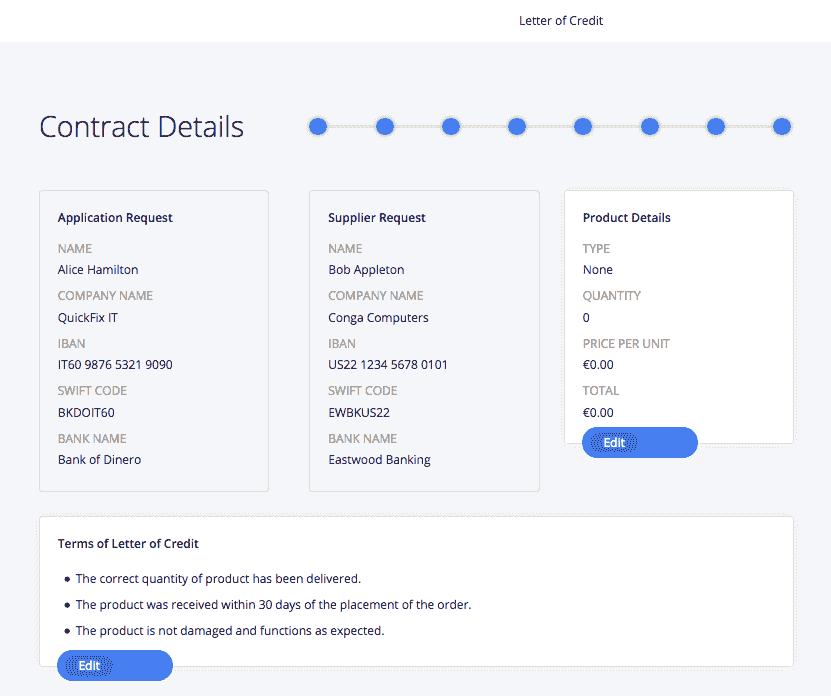 Letter of Credit
Contract Details
Application Request
NAME
Alice Hamilton
COMPANY NAME
QuickFix IT
IBAN
IT60 9876 5321 9090
SWIFT CODE
BKDOIT60
BANK NAME
Bank of Dinero
Supplier Request
NAME
Bob Appleton
COMPANY NAME
Conga Computers
IBAN
US22 1234 5678 0101
SWIFT CODE
EWBKUS22
BANK NAME
Eastwood Banking
Product Details
TYPE
None
QUANTITY
0
PRICE PER UNIT
€0.00
TOTAL
€0.00
Edit
Terms of Letter of Credit
• The correct quantity of product has been delivered.
• The product was received within 30 days of the placement of the order.
• The product is not damaged and functions as expected.
Edit